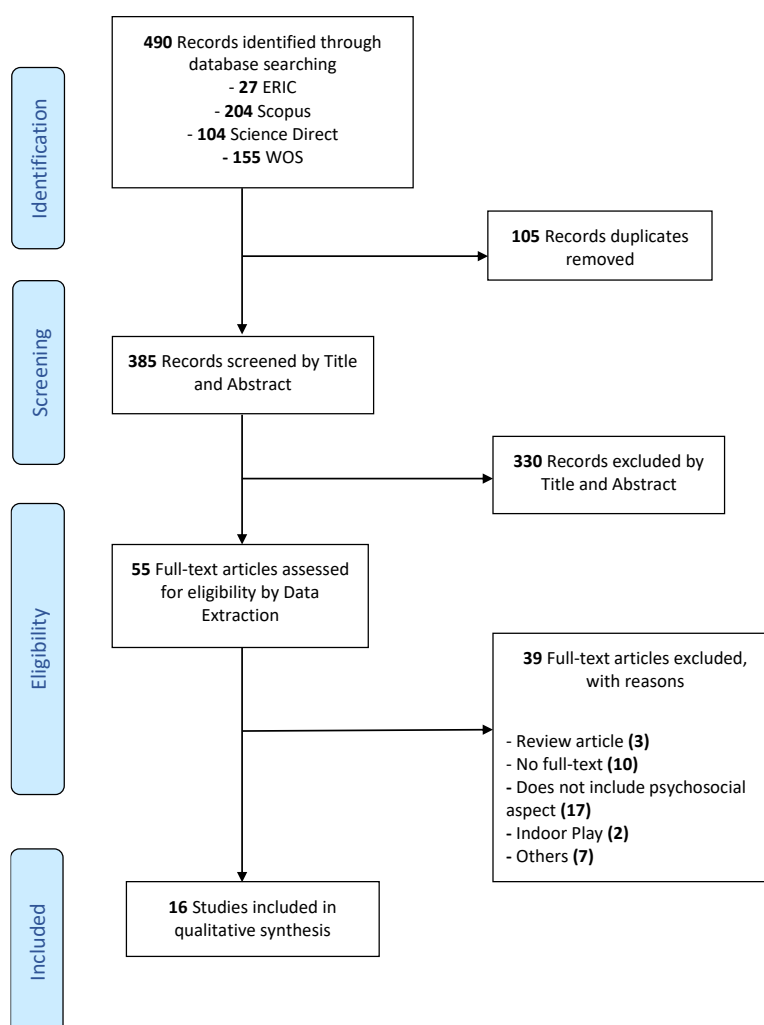 490 Records identified through
database searching
- 27 ERIC
- 204 Scopus
- 104 Science Direct
- 155 WOS
Identification
105 Records duplicates
removed
Screening
385 Records screened by Title
and Abstract
330 Records excluded by
Title and Abstract
Eligibility
55 Full-text articles assessed
for eligibility by Data
Extraction
39 Full-text articles excluded,
with reasons
- Review article (3)
- No full-text (10)
- Does not include psychosocial
aspect (17)
- Indoor Play (2)
- Others (7)
Included
16 Studies included in
qualitative synthesis